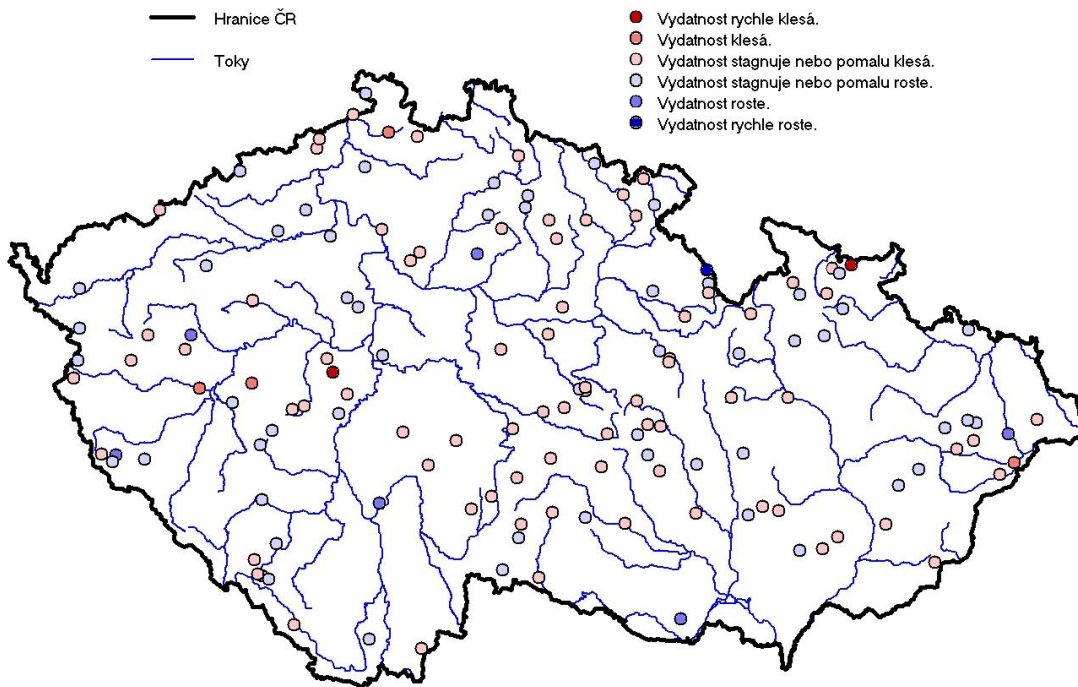 Hranice ČR
Toky
Vydatnost rychle klesá.
Vydatnost klesá.
Vydatnost stagnuje nebo pomalu klesá.
Vydatnost stagnuje nebo pomalu roste.
Vydatnost roste.
Vydatnost rychle roste.